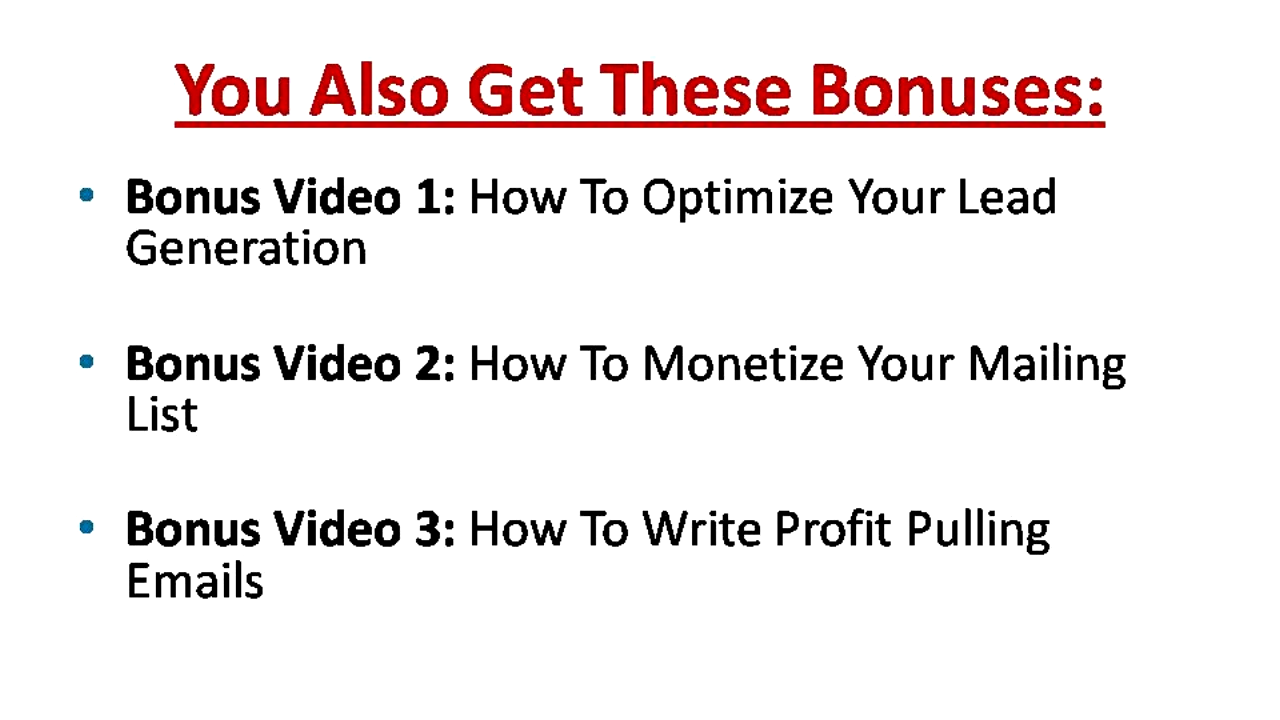 You Also Get These Bonuses:
• Bonus Video 1: How To Optimize Your Lead
Generation
• Bonus Video 2: How To Monetize Your Mailing
List
• Bonus Video 3: How To Write Profit Pulling
Emails